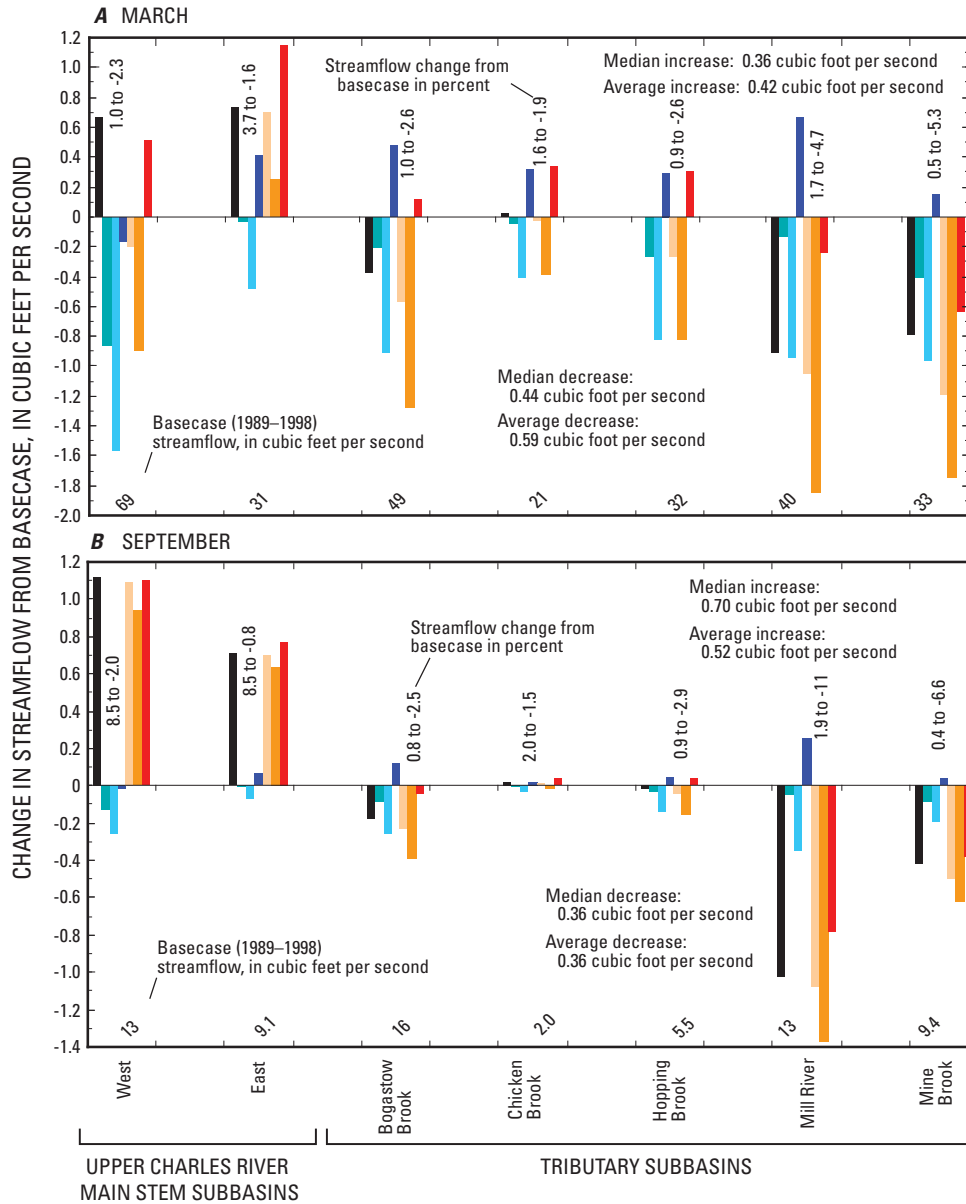 A MARCH
CHANGE IN STREAMFLOW FROM BASECASE, IN CUBIC FEET PER SECOND
1.2
1.0
0.8
0.6
0.4
0.2
0
-0.2
-0.4
-0.6
-0.8
-1.0
-1.2
-1.4
-1.6
-1.8
-2.0
Streamflow change from
basecase in percent
Median increase: 0.36 cubic foot per second
Average increase: 0.42 cubic foot per second
1.0 to -2.3
3.7 to -1.6
1.0 to -2.6
1.6 to -1.9
0.9 to -2.6
1.7 to -4.7
0.5 to -5.3
Median decrease:
0.44 cubic foot per second
Average decrease:
0.59 cubic foot per second
Basecase (1989–1998)
streamflow, in cubic feet per second
69
31
49
21
32
40
33
B SEPTEMBER
1.2
1.0
0.8
0.6
0.4
0.2
0
-0.2
-0.4
-0.6
-0.8
-1.0
-1.2
-1.4
Median increase:
0.70 cubic foot per second
Average increase:
0.52 cubic foot per second
Streamflow change from
basecase in percent
8.5 to -2.0
8.5 to -0.8
0.8 to -2.5
2.0 to -1.5
0.9 to -2.9
1.9 to -11
0.4 to -6.6
Median decrease:
0.36 cubic foot per second
Average decrease:
0.36 cubic foot per second
Basecase (1989–1998)
streamflow, in cubic feet per second
13
9.1
16
2.0
5.5
13
9.4
West
East
Bogastow
Brook
Chicken
Brook
Hopping
Brook
Mill River
Mine
Brook
UPPER CHARLES RIVER
MAIN STEM SUBBASINS
TRIBUTARY SUBBASINS